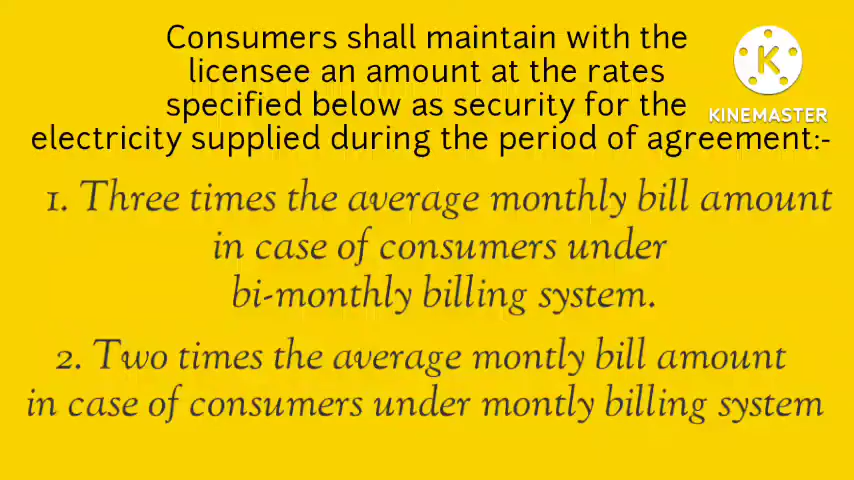 Consumers shall maintain with the
licensee an amount at the rates
specified below as security for the
electricity supplied during the period of agreement:-
K
KINEMASTER
1. Three times the average monthly bill amount
in case of consumers under
bi-monthly billing system.
2. Two times the average montly bill amount
in case of consumers under montly billing system